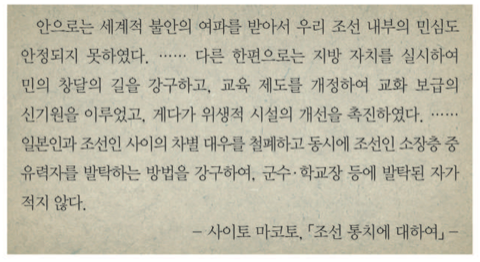 안으로는 세계적 불안의 여파를 받아서 우리 조선 내부의 민심도
안정되지 못하였다. …… 다른 한편으로는 지방 자치를 실시하여
민의 창달의 길을 강구하고, 교육 제도를 개정하여 교화 보급의
신기원을 이루었고, 게다가 위생적 시설의 개선을 촉진하였다. ……
일본인과 조선인 사이의 차별 대우를 철폐하고 동시에 조선인 소장층 중
유력자를 발탁하는 방법을 강구하여, 군수·학교장 등에 발탁된 자가
적지 않다.
– 사이토 마코토, 「조선 통치에 대하여」 –